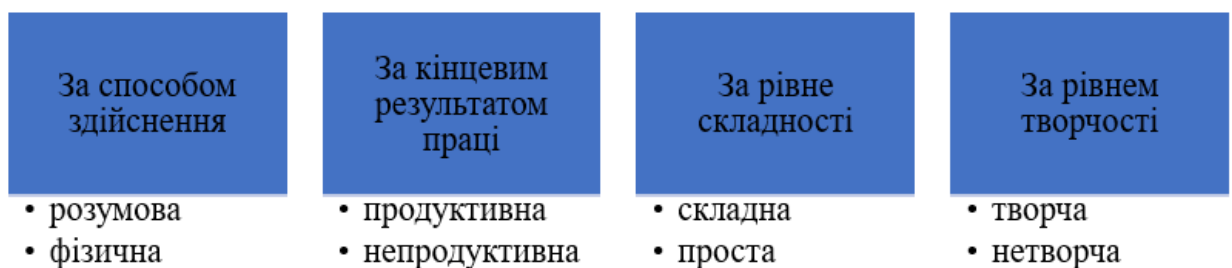 За способом
здійснення
• розумова
• фізична
За кінцевим
результатом
праці
• продуктивна
• непродуктивна
За рівне
складності
• складна
• проста
За рівнем
творчості
• творча
• нетворча